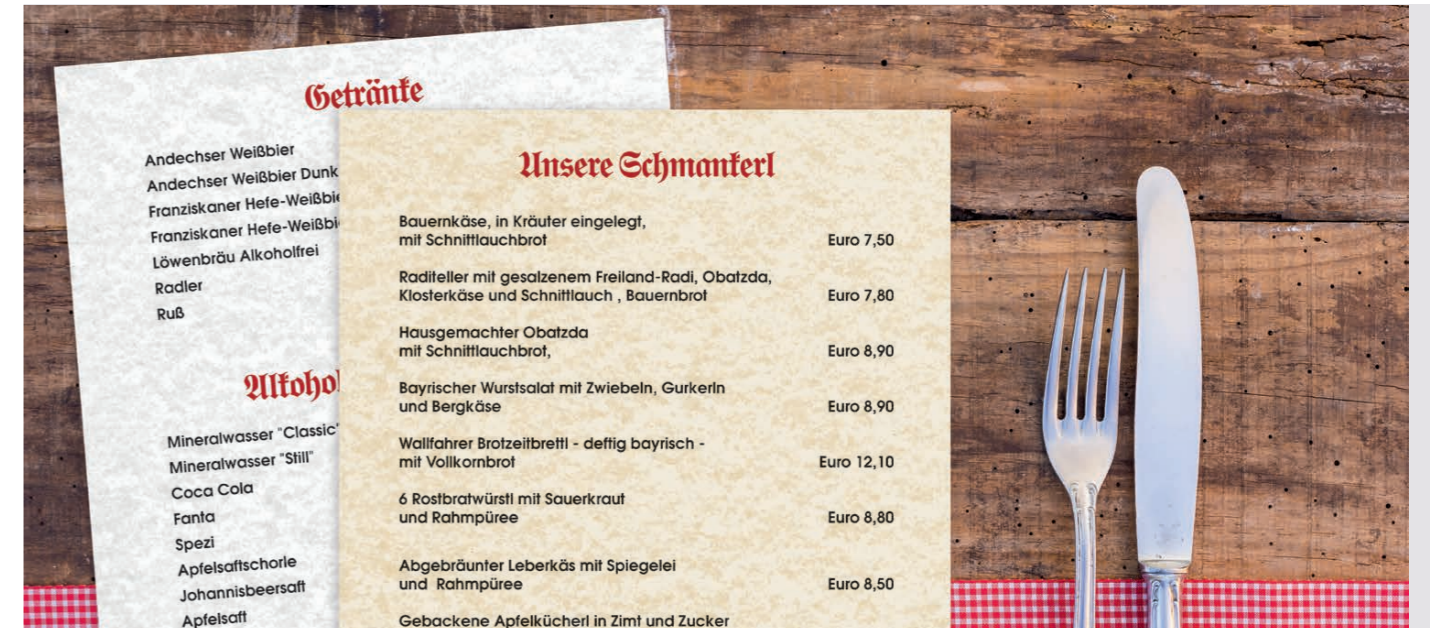 Getränke
Andechser Weißbier
Andechser Weißbier Dunk
Franziskaner Hefe-Weißbie
Franziskaner Hefe-Weißbi
Löwenbräu Alkoholfrei
Radler
Ruß
Alkohol
Mineralwasser "Classic"
Mineralwasser "Still"
Coca Cola
Fanta
Spezi
Apfelsaftschorle
Johannisbeersaft
Apfelsaft
Unsere Schmankerl
Bauernkäse, in Kräuter eingelegt,
mit Schnittlauchbrot Euro 7,50
Raditeller mit gesalzenem Freiland-Radi, Obatzda,
Klosterkäse und Schnittlauch , Bauernbrot Euro 7,80
Hausgemachter Obatzda
mit Schnittlauchbrot, Euro 8,90
Bayrischer Wurstsalat mit Zwiebeln, Gurkerln
und Bergkäse Euro 8,90
Wallfahrer Brotzeitbrettl - deftig bayrisch -
mit Vollkornbrot Euro 12,10
6 Rostbratwürstl mit Sauerkraut
und Rahmpüree Euro 8,80
Abgebräunter Leberkäs mit Spiegelei
und Rahmpüree Euro 8,50
Gebackene Apfelkücherl in Zimt und Zucker